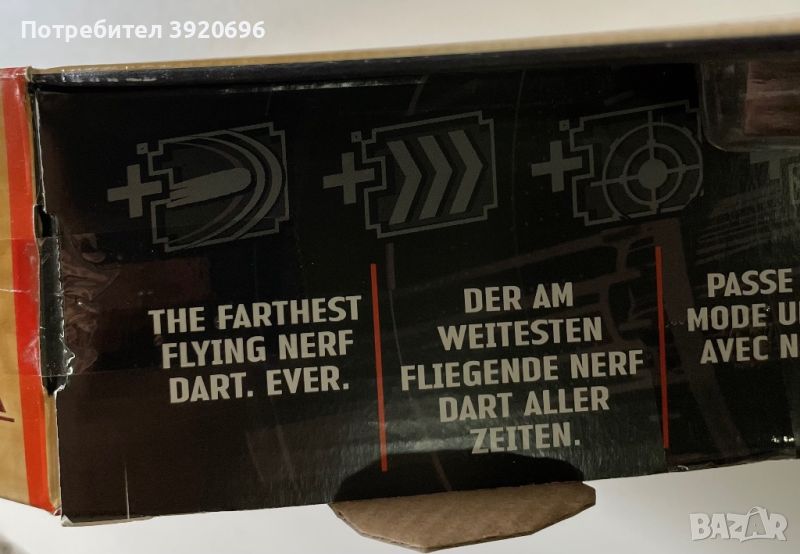 Потребител 3920696
THE FARTHEST
FLYING NERF
DART. EVER.
DER AM
WEITESTEN
FLIEGENDE NERF
DART ALLER
ZEITEN.
PASSE
MODE
AVEC
BAZAR